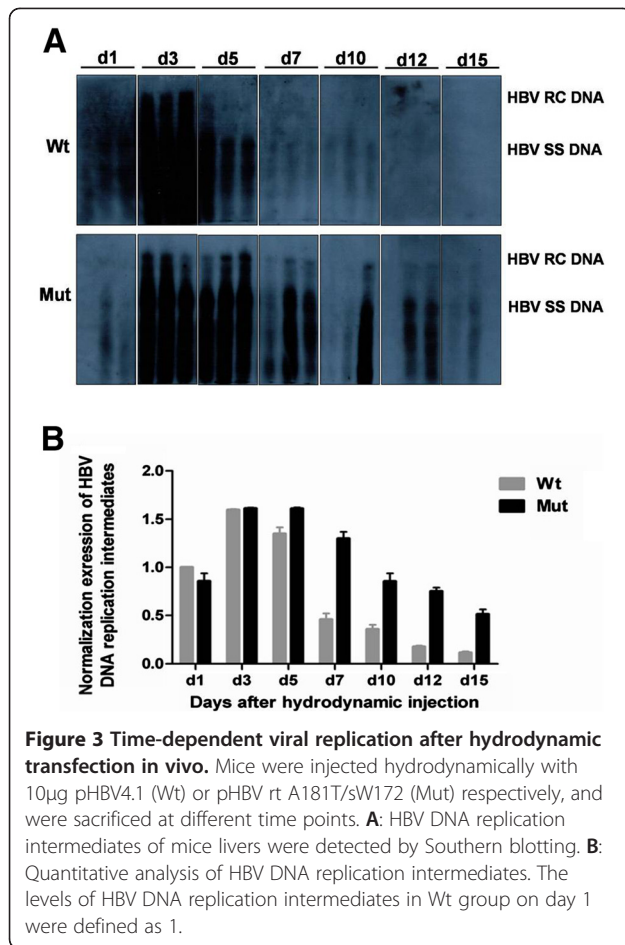 A
d1 d3 d5 d7 d10 d12 d15
Wt
HBV RC DNA
HBV SS DNA
Mut
HBV RC DNA
HBV SS DNA
B
Normalization exression of HBV
DNA replication intermediates
2.0
1.5
1.0
0.5
0.0
Wt
Mut
d1 d3 d5 d7 d10 d12 d15
Days after hydrodynamic injection
Figure 3 Time-dependent viral replication after hydrodynamic
transfection in vivo. Mice were injected hydrodynamically with
10μg pHBV4.1 (Wt) or pHBV rt A181T/sW172 (Mut) respectively, and
were sacrificed at different time points. A: HBV DNA replication
intermediates of mice livers were detected by Southern blotting. B:
Quantitative analysis of HBV DNA replication intermediates. The
levels of HBV DNA replication intermediates in Wt group on day 1
were defined as 1.